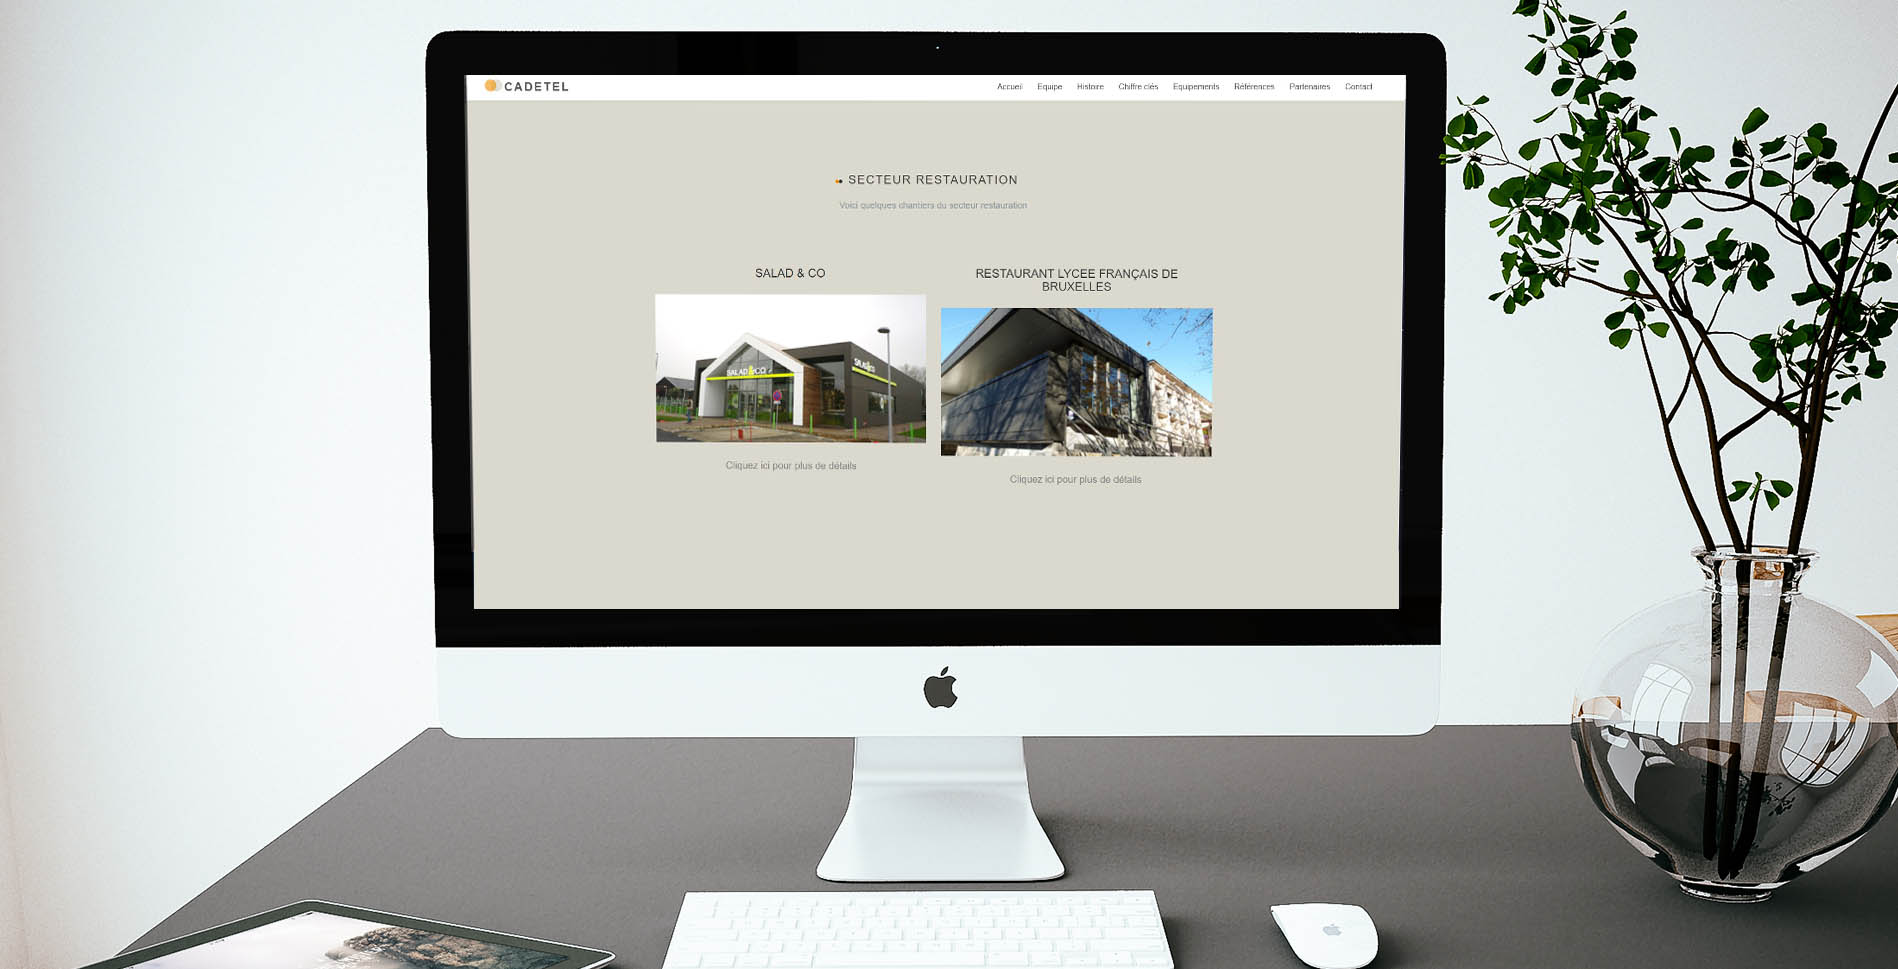 CADETEL
Accueil Equipe Histoire Chiffre clés Equipements Références Partenaires Contact
SECTEUR RESTAURATION
Voici quelques chantiers du secteur restauration
SALAD & CO
RESTAURANT LYCEE FRANÇAIS DE
BRUXELLES
SALAD&CO
SALAD&CO
Cliquez ici pour plus de détails
Cliquez ici pour plus de détails